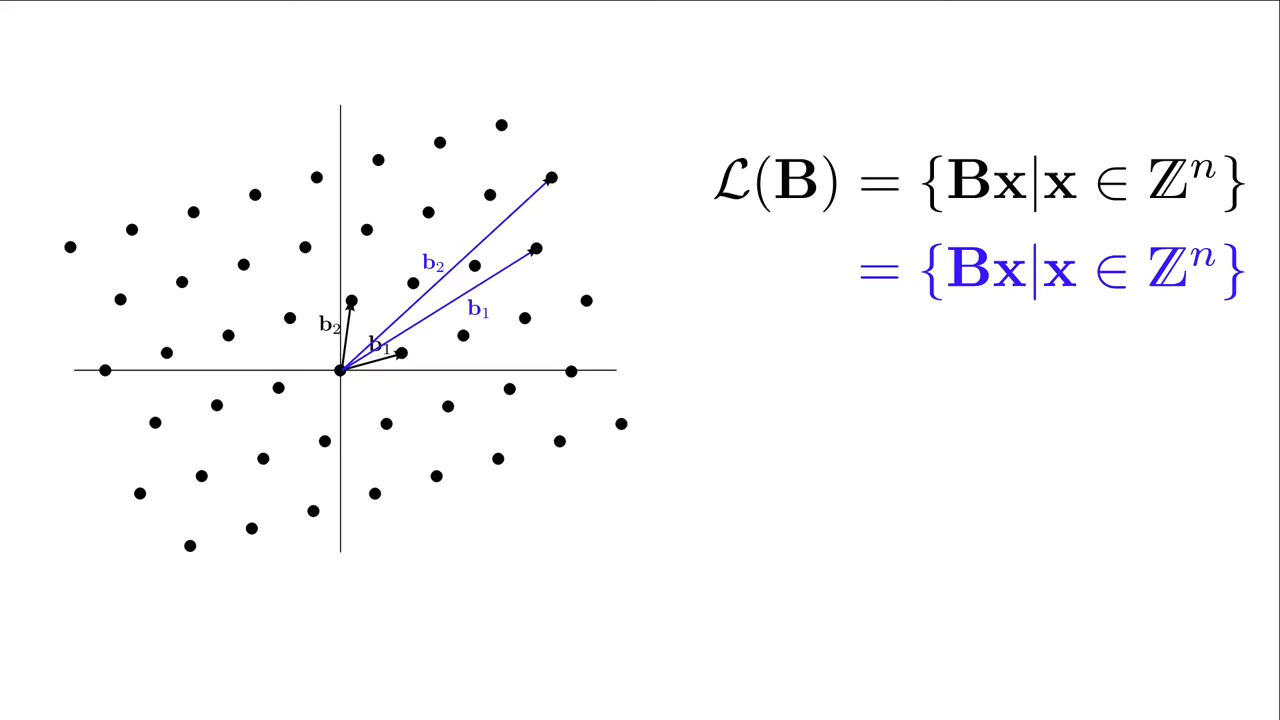 ℒ(𝐁) = {𝐁𝐱|𝐱 ∈ ℤⁿ}
= {𝐁𝐱|𝐱 ∈ ℤⁿ}
𝐛₂
𝐛₁
𝐛₂
𝐛₁